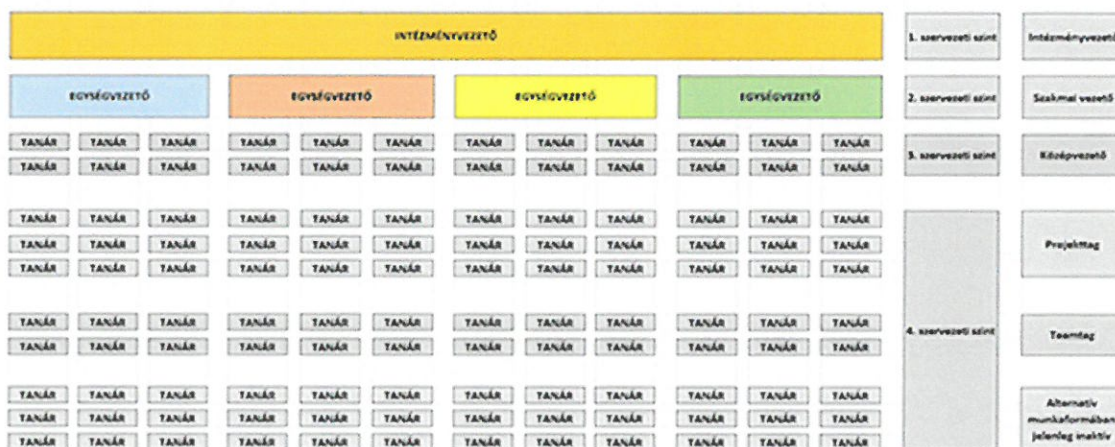 INTÉZMÉNYVEZETŐ 1. szervezeti szint Intézményvezető
EGYSÉGVEZETŐ EGYSÉGVEZETŐ EGYSÉGVEZETŐ EGYSÉGVEZETŐ 2. szervezeti szint Szakmai vezető
TANÁR TANÁR TANÁR TANÁR TANÁR TANÁR TANÁR TANÁR TANÁR TANÁR TANÁR TANÁR
3. szervezeti szint Középvezető
TANÁR TANÁR TANÁR TANÁR TANÁR TANÁR TANÁR TANÁR TANÁR TANÁR TANÁR TANÁR
TANÁR TANÁR TANÁR TANÁR TANÁR TANÁR TANÁR TANÁR TANÁR TANÁR TANÁR TANÁR
TANÁR TANÁR TANÁR TANÁR TANÁR TANÁR TANÁR TANÁR TANÁR TANÁR TANÁR TANÁR Projekttag
TANÁR TANÁR TANÁR TANÁR TANÁR TANÁR TANÁR TANÁR TANÁR TANÁR TANÁR TANÁR
TANÁR TANÁR TANÁR TANÁR TANÁR TANÁR TANÁR TANÁR TANÁR TANÁR TANÁR TANÁR
4. szervezeti szint Teamtag
TANÁR TANÁR TANÁR TANÁR TANÁR TANÁR TANÁR TANÁR TANÁR TANÁR TANÁR TANÁR
TANÁR TANÁR TANÁR TANÁR TANÁR TANÁR TANÁR TANÁR TANÁR TANÁR TANÁR TANÁR Alternatív
TANÁR TANÁR TANÁR TANÁR TANÁR TANÁR TANÁR TANÁR TANÁR TANÁR TANÁR TANÁR
TANÁR TANÁR TANÁR TANÁR TANÁR TANÁR TANÁR TANÁR TANÁR TANÁR TANÁR TANÁR jelenleg inaktív